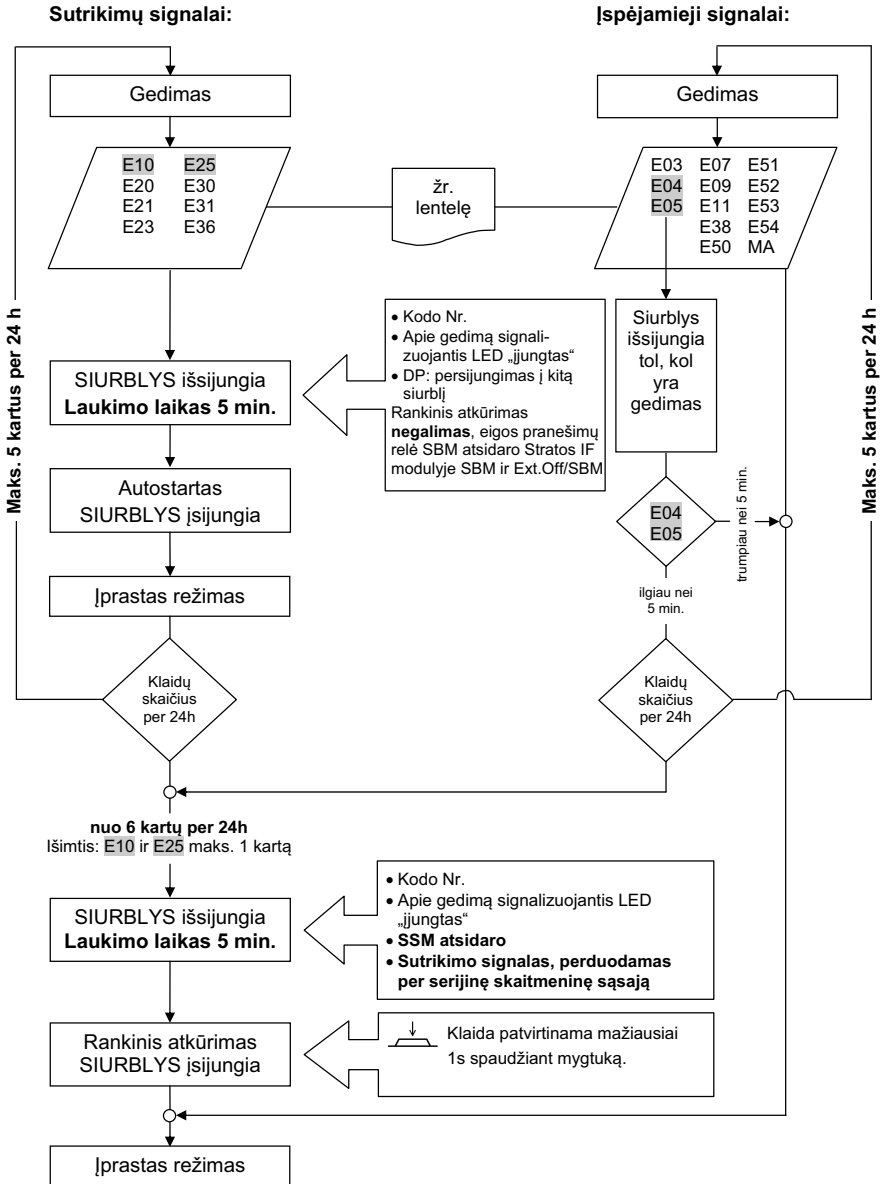 Sutrikimų signalai:
Įspėjamieji signalai:
Gedimas
Gedimas
E10 E25
E20 E30
E21 E31
E23 E36
žr.
lentelę
E03 E07 E51
E04 E09 E52
E05 E11 E53
E38 E54
E50 MA
Maks. 5 kartus per 24 h
Maks. 5 kartus per 24 h
SIURBLYS išsijungia
Laukimo laikas 5 min.
• Kodo Nr.
• Apie gedimą signali-
zuojantis LED „įjungtas“
• DP: persijungimas į kitą
siurblį
Rankinis atkūrimas
negalimas, eigos pranešimų
relė SBM atsidaro Stratos IF
modulyje SBM ir Ext.Off/SBM
Siurblys
išsijungia
tol, kol
yra
gedimas
Autostartas
SIURBLYS įsijungia
E04
E05
trumpiau nei 5 min.
ilgiau nei
5 min.
Įprastas režimas
Klaidų
skaičius
per 24h
Klaidų
skaičius
per 24h
nuo 6 kartų per 24h
Išimtis: E10 ir E25 maks. 1 kartą
SIURBLYS išsijungia
Laukimo laikas 5 min.
• Kodo Nr.
• Apie gedimą signalizuojantis LED
„įjungtas“
• SSM atsidaro
• Sutrikimo signalas, perduodamas
per serijinę skaitmeninę sąsają
Rankinis atkūrimas
SIURBLYS įsijungia
Klaida patvirtinama mažiausiai
1s spaudžiant mygtuką.
Įprastas režimas